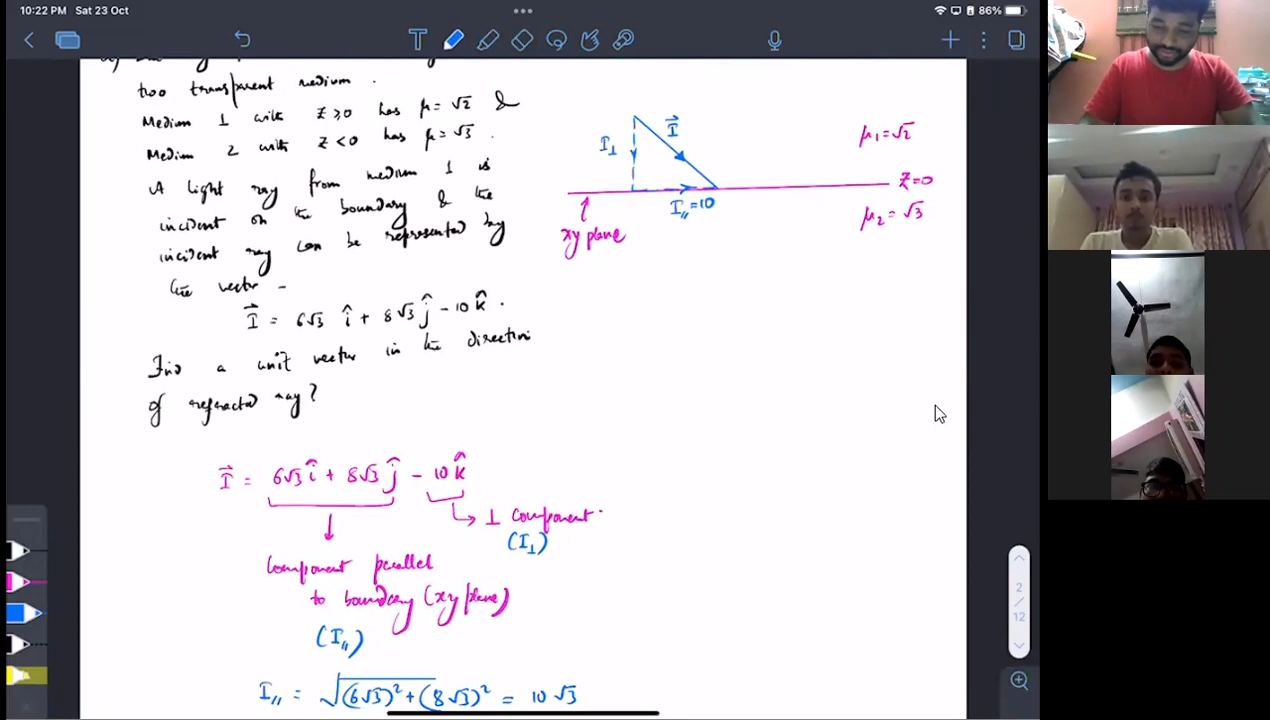 10:22 PM Sat 23 Oct
86%
two transparent medium.
Medium 1 with z ⩾ 0 has μ = √2 &
Medium 2 with z < 0 has μ = √3.
A light ray from medium 1 is
incident on the boundary & the
incident ray can be represented by
the vector -
I⃗ = 6√3 î + 8√3 ĵ - 10 k̂.
Find a unit vector in the direction
of refracted ray?
I⊥
I⃗
I∥=10
xy plane
μ₁=√2
z=0
μ₂ = √3
I⃗ = 6√3 î + 8√3 ĵ - 10 k̂
⊥ component.
(I⊥)
component parallel
to boundary (xy plane)
(I∥)
I∥ = √(6√3)² + (8√3)² = 10√3
2
/
12